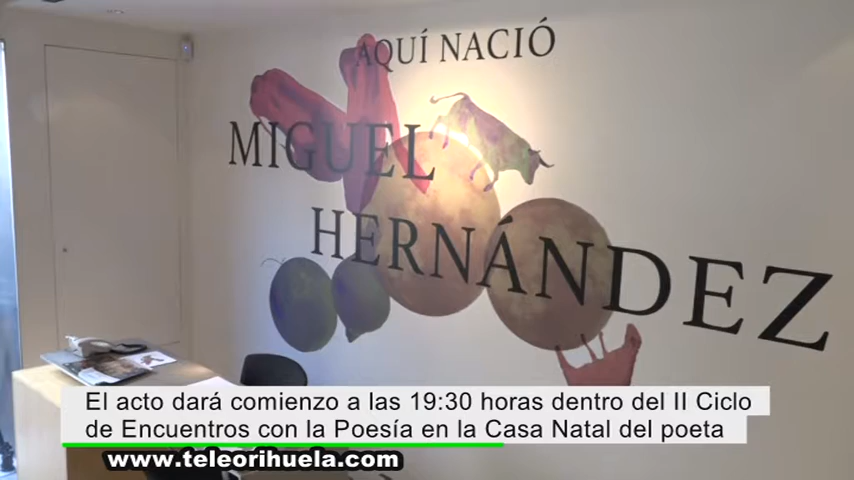 AQUÍ NACIÓ
MIGUEL
HERNÁNDEZ
El acto dará comienzo a las 19:30 horas dentro del II Ciclo
de Encuentros con la Poesía en la Casa Natal del poeta
www.teleorihuela.com